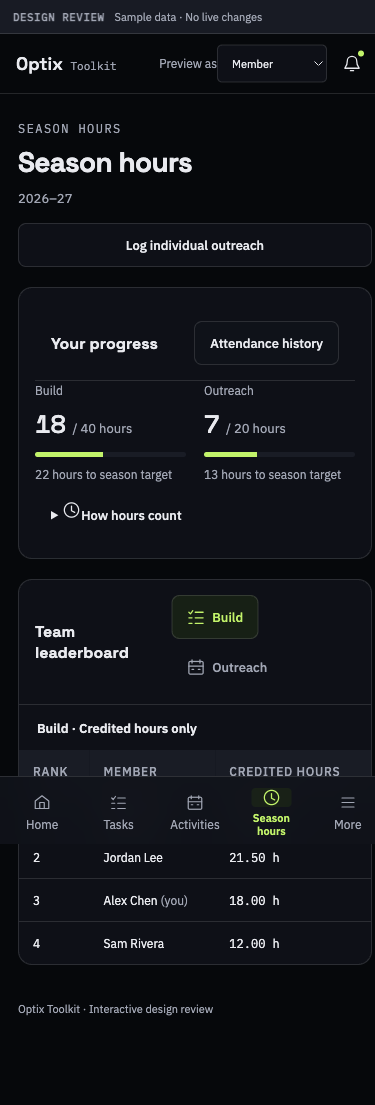 DESIGN REVIEW Sample data · No live changes
Optix Toolkit Preview as Member
SEASON HOURS
Season hours
2026–27
Log individual outreach
Your progress Attendance history
Build Outreach
18 / 40 hours 7 / 20 hours
22 hours to season target 13 hours to season target
How hours count
Team
leaderboard
Build
Outreach
Build · Credited hours only
RANK MEMBER CREDITED HOURS
Home Tasks Activities Season hours More
2 Jordan Lee 21.50 h
3 Alex Chen (you) 18.00 h
4 Sam Rivera 12.00 h
Optix Toolkit · Interactive design review